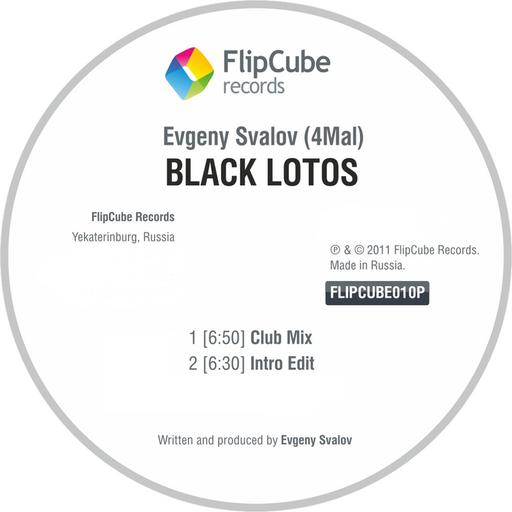 FlipCube
records
Evgeny Svalov (4Mal)
BLACK LOTOS
FlipCube Records
Yekaterinburg, Russia
℗ & © 2011 FlipCube Records.
Made in Russia.
FLIPCUBE010P
1 [6:50] Club Mix
2 [6:30] Intro Edit
Written and produced by Evgeny Svalov